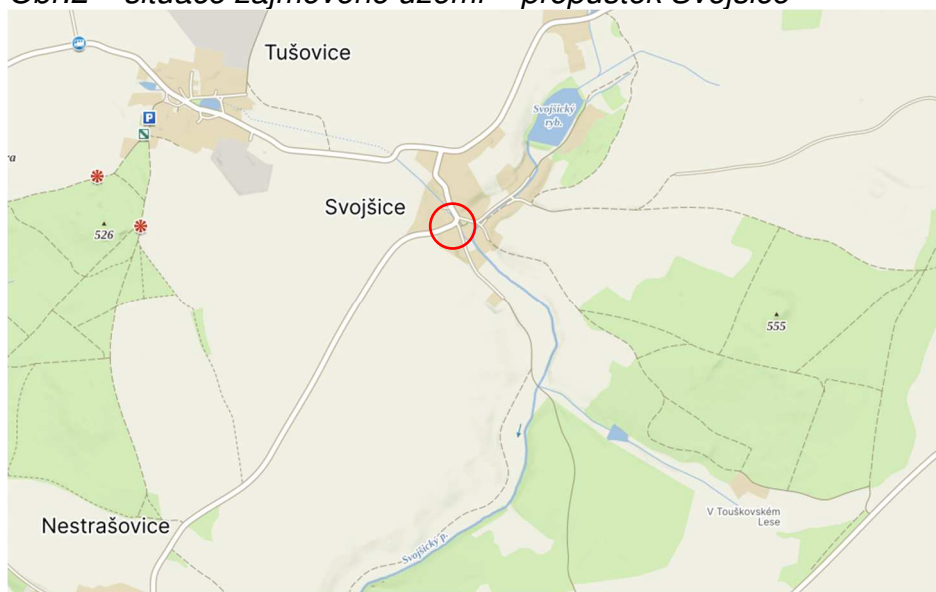 Obr.2 – situace zájmového území – propustek Svojšice
Tušovice
P
Svojšický
ryb.
Svojšice
526
555
V Touškovském
Lese
Nestrašovice
Svojšický p.